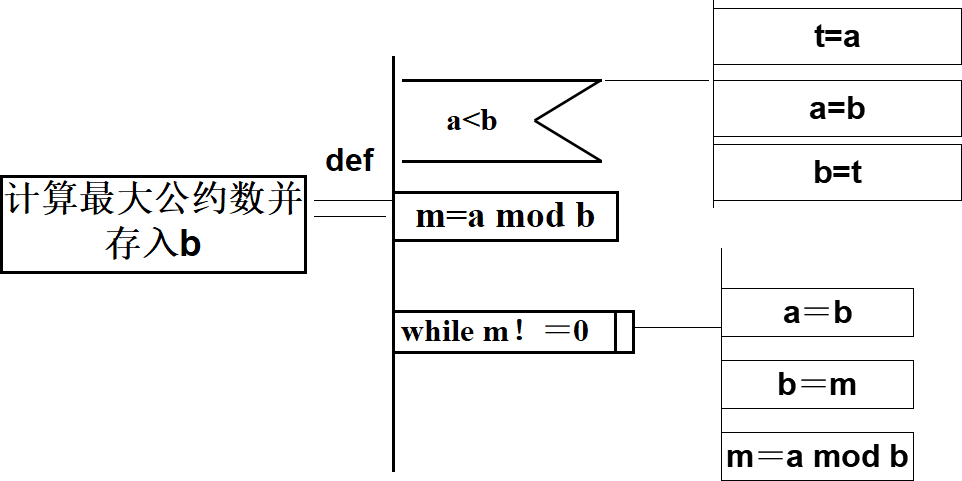 t=a
a<b
a=b
def
b=t
计算最大公约数并
存入b
m=a mod b
while m！＝0
a＝b
b＝m
m＝a mod b